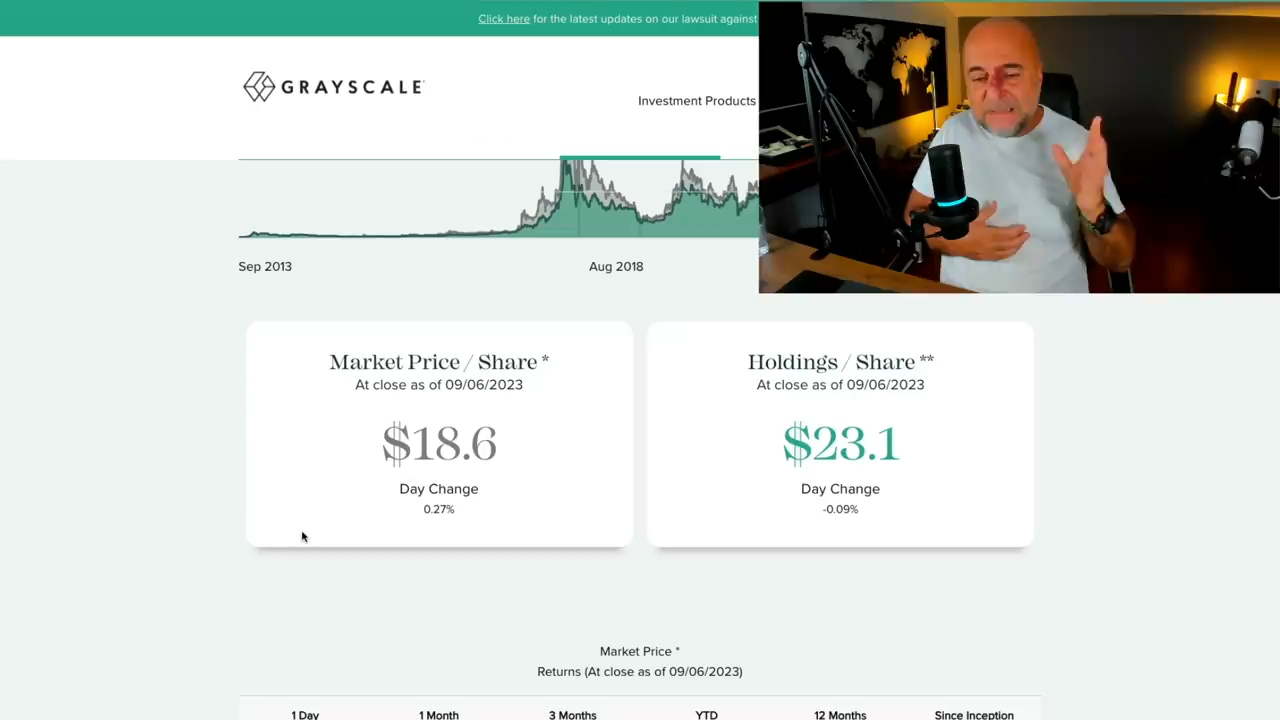 Click here for the latest updates on our lawsuit against
GRAYSCALE
Investment Products
Sep 2013
Aug 2018
Market Price / Share *
At close as of 09/06/2023
$18.6
Day Change
0.27%
Holdings / Share **
At close as of 09/06/2023
$23.1
Day Change
-0.09%
Market Price *
Returns (At close as of 09/06/2023)
1 Day 1 Month 3 Months YTD 12 Months Since Inception